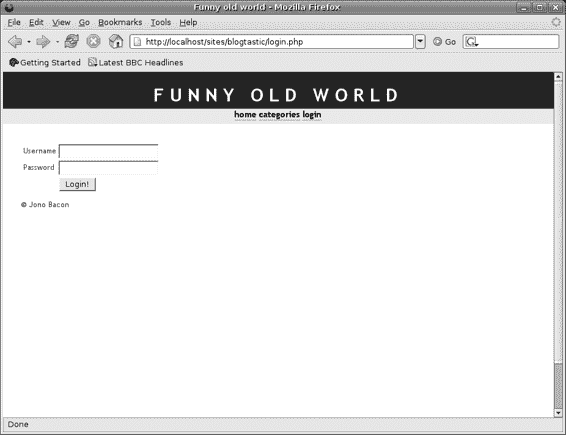 Funny old world - Mozilla Firefox
File Edit View Go Bookmarks Tools Help
http://localhost/sites/blogtastic/login.php Go G
Getting Started Latest BBC Headlines
FUNNY OLD WORLD
home categories login
Username
Password
Login!
© Jono Bacon
Done